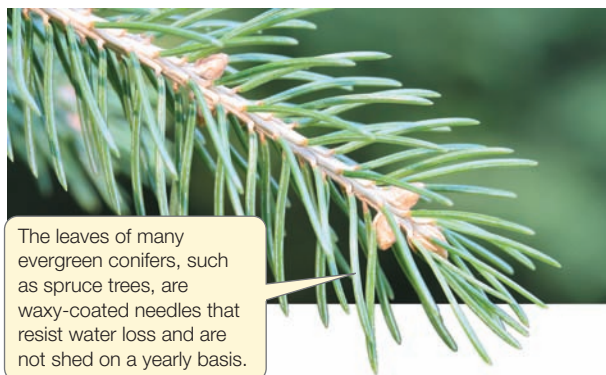 The leaves of many
evergreen conifers, such
as spruce trees, are
waxy-coated needles that
resist water loss and are
not shed on a yearly basis.